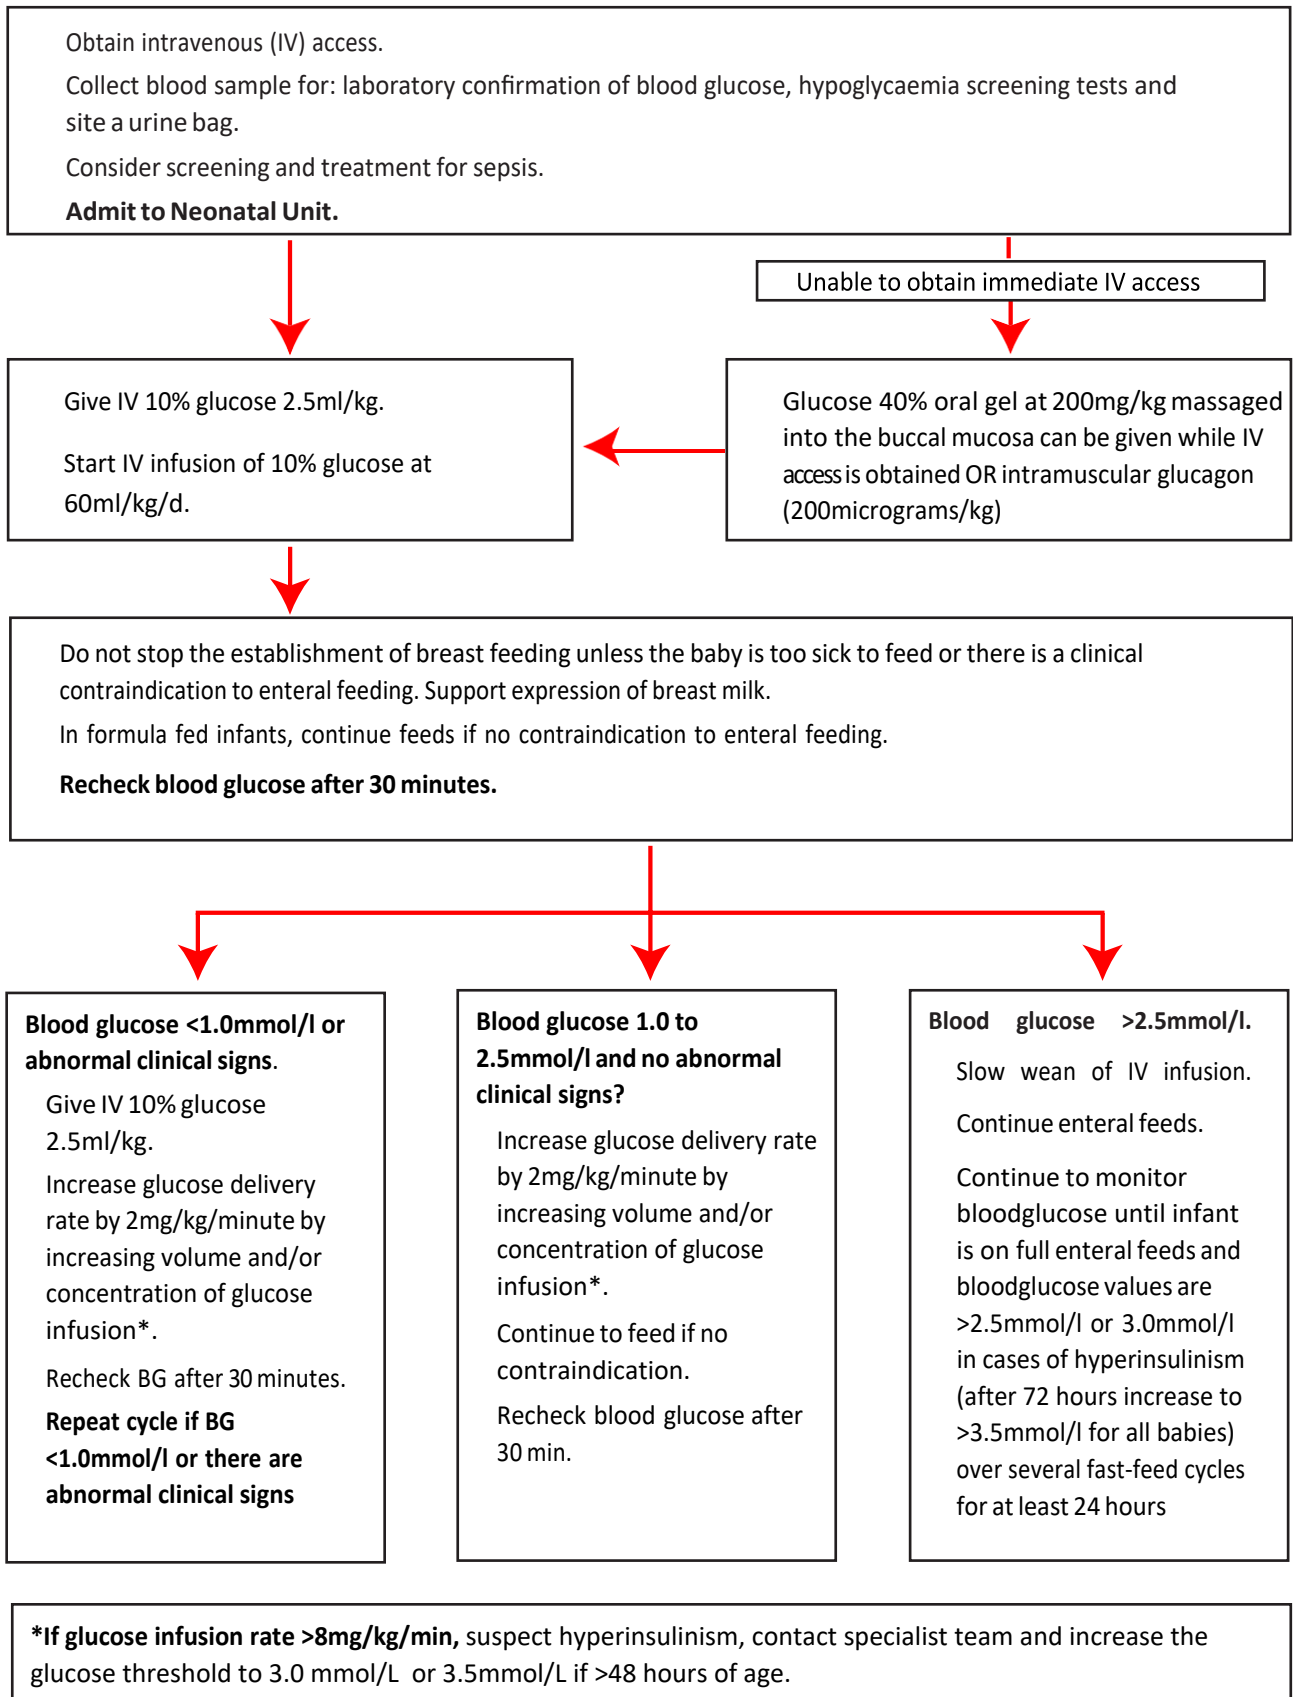 Obtain intravenous (IV) access.
Collect blood sample for: laboratory confirmation of blood glucose, hypoglycaemia screening tests and
site a urine bag.
Consider screening and treatment for sepsis.
Admit to Neonatal Unit.
Unable to obtain immediate IV access
Give IV 10% glucose 2.5ml/kg.
Start IV infusion of 10% glucose at
60ml/kg/d.
Glucose 40% oral gel at 200mg/kg massaged
into the buccal mucosa can be given while IV
access is obtained OR intramuscular glucagon
(200micrograms/kg)
Do not stop the establishment of breast feeding unless the baby is too sick to feed or there is a clinical
contraindication to enteral feeding. Support expression of breast milk.
In formula fed infants, continue feeds if no contraindication to enteral feeding.
Recheck blood glucose after 30 minutes.
Blood glucose <1.0mmol/l or
abnormal clinical signs.
Give IV 10% glucose
2.5ml/kg.
Increase glucose delivery
rate by 2mg/kg/minute by
increasing volume and/or
concentration of glucose
infusion*.
Recheck BG after 30 minutes.
Repeat cycle if BG
<1.0mmol/l or there are
abnormal clinical signs
Blood glucose 1.0 to
2.5mmol/l and no abnormal
clinical signs?
Increase glucose delivery rate
by 2mg/kg/minute by
increasing volume and/or
concentration of glucose
infusion*.
Continue to feed if no
contraindication.
Recheck blood glucose after
30 min.
Blood glucose >2.5mmol/l.
Slow wean of IV infusion.
Continue enteral feeds.
Continue to monitor
bloodglucose until infant
is on full enteral feeds and
bloodglucose values are
>2.5mmol/l or 3.0mmol/l
in cases of hyperinsulinism
(after 72 hours increase to
>3.5mmol/l for all babies)
over several fast-feed cycles
for at least 24 hours
*If glucose infusion rate >8mg/kg/min, suspect hyperinsulinism, contact specialist team and increase the
glucose threshold to 3.0 mmol/L or 3.5mmol/L if >48 hours of age.